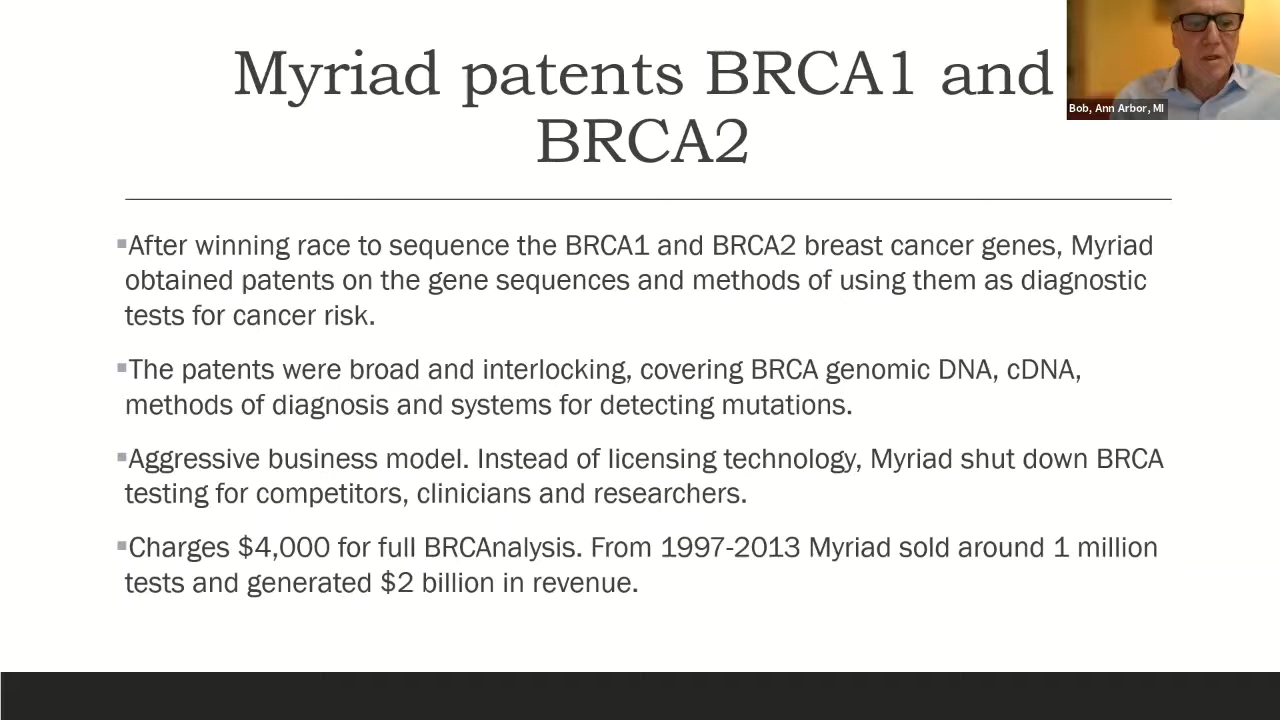 Myriad patents BRCA1 and
BRCA2
Bob, Ann Arbor, MI
▪After winning race to sequence the BRCA1 and BRCA2 breast cancer genes, Myriad
obtained patents on the gene sequences and methods of using them as diagnostic
tests for cancer risk.
▪The patents were broad and interlocking, covering BRCA genomic DNA, cDNA,
methods of diagnosis and systems for detecting mutations.
▪Aggressive business model. Instead of licensing technology, Myriad shut down BRCA
testing for competitors, clinicians and researchers.
▪Charges $4,000 for full BRCAnalysis. From 1997-2013 Myriad sold around 1 million
tests and generated $2 billion in revenue.